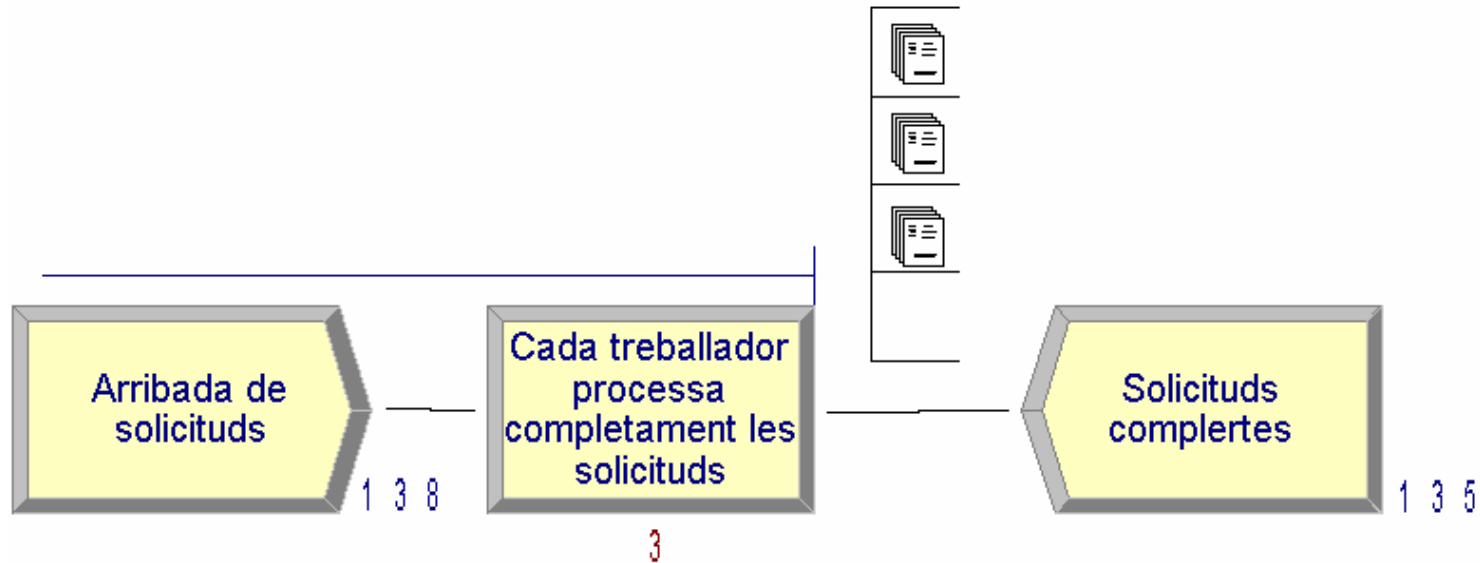 Arribada de
solicituds
1 3 8
Cada treballador
processa
completament les
solicituds
3
Solicituds
complertes
1 3 5